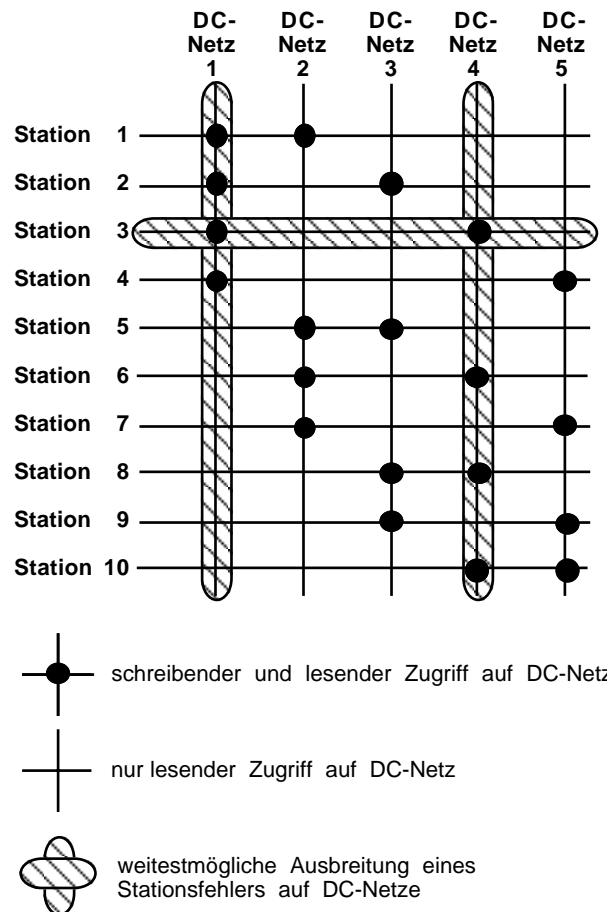 DC-Netz 1 DC-Netz 2 DC-Netz 3 DC-Netz 4 DC-Netz 5
Station 1
Station 2
Station 3
Station 4
Station 5
Station 6
Station 7
Station 8
Station 9
Station 10
schreibender und lesender Zugriff auf DC-Netz
nur lesender Zugriff auf DC-Netz
weitestmögliche Ausbreitung eines
Stationsfehlers auf DC-Netze